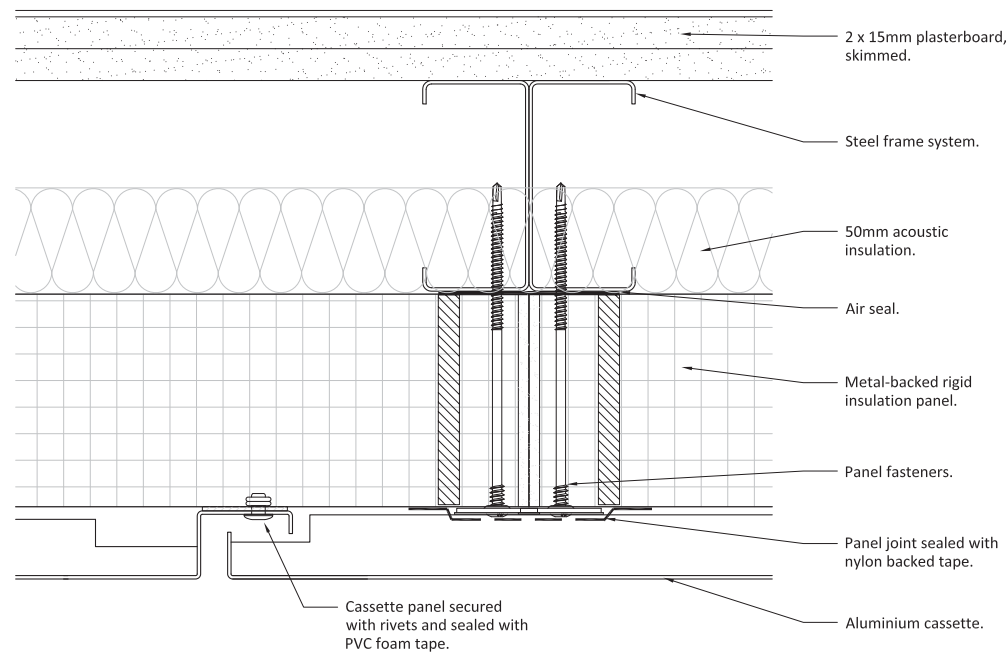 2 x 15mm plasterboard,
skimmed.
Steel frame system.
50mm acoustic
insulation.
Air seal.
Metal-backed rigid
insulation panel.
Panel fasteners.
Panel joint sealed with
nylon backed tape.
Cassette panel secured
with rivets and sealed with
PVC foam tape.
Aluminium cassette.